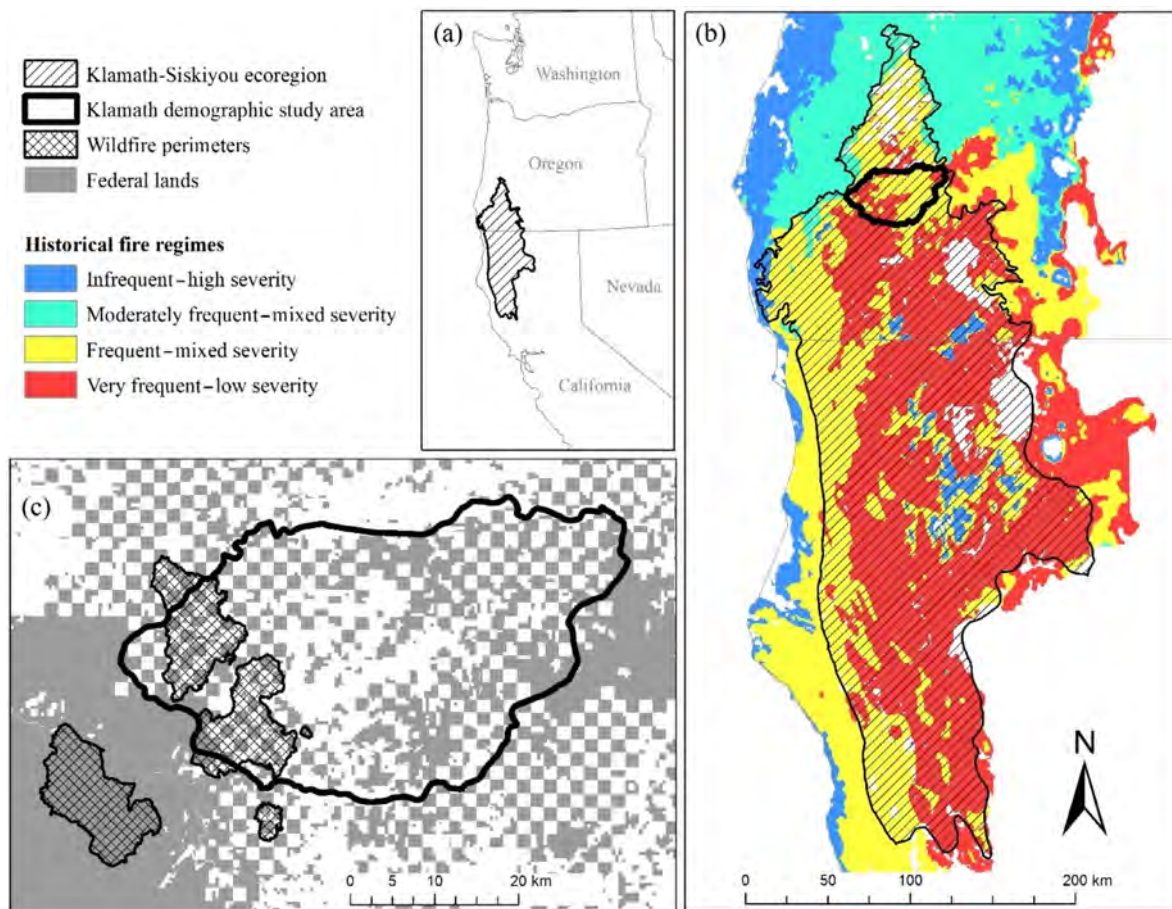 Klamath-Siskiyou ecoregion
Klamath demographic study area
Wildfire perimeters
Federal lands
Historical fire regimes
Infrequent–high severity
Moderately frequent–mixed severity
Frequent–mixed severity
Very frequent–low severity
(a)
Washington
Oregon
Nevada
California
(b)
N
0 50 100 200 km
(c)
0 10 20 km